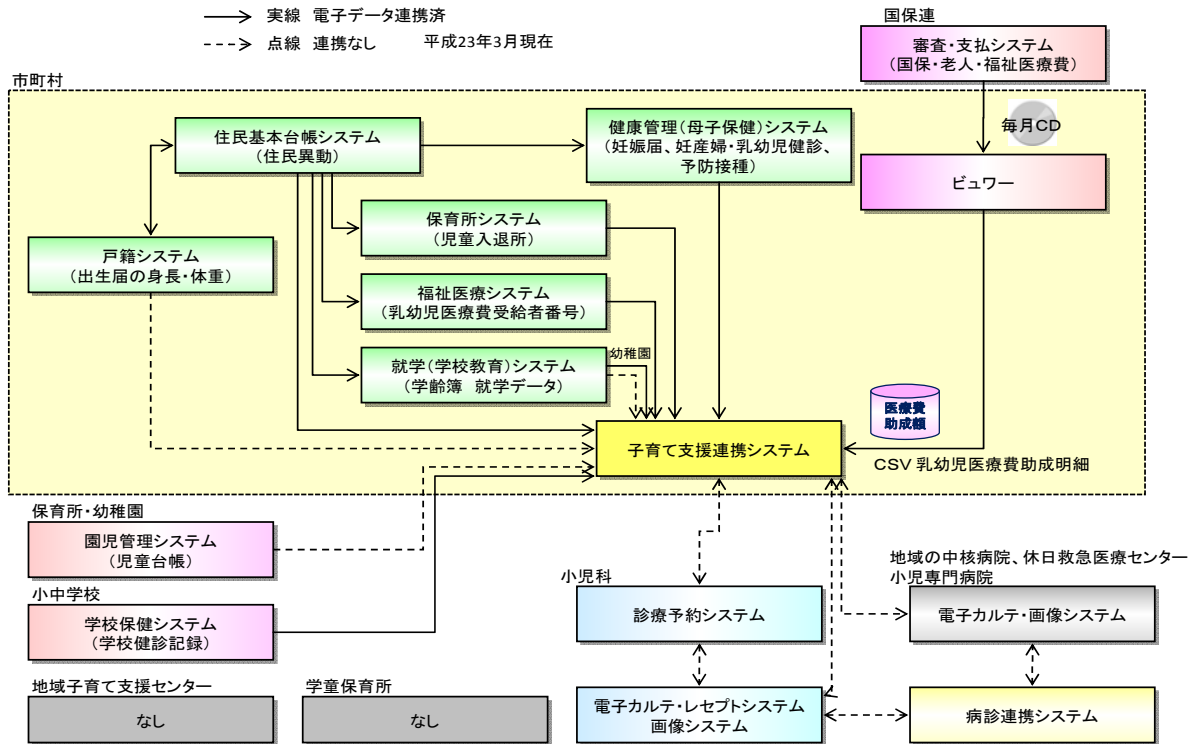 実線 電子データ連携済
点線 連携なし 平成23年3月現在
国保連
審査・支払システム
(国保・老人・福祉医療費)
毎月CD
ビュワー
市町村
住民基本台帳システム
(住民異動)
健康管理(母子保健)システム
(妊娠届、妊産婦・乳幼児健診、
予防接種)
保育所システム
(児童入退所)
戸籍システム
(出生届の身長・体重)
福祉医療システム
(乳幼児医療費受給者番号)
幼稚園
就学(学校教育)システム
(学齢簿 就学データ)
医療費
助成額
子育て支援連携システム
CSV 乳幼児医療費助成明細
保育所・幼稚園
園児管理システム
(児童台帳)
小中学校
学校保健システム
(学校健診記録)
地域子育て支援センター
なし
学童保育所
なし
小児科
診療予約システム
電子カルテ・レセプトシステム
画像システム
地域の中核病院、休日救急医療センター
小児専門病院
電子カルテ・画像システム
病診連携システム